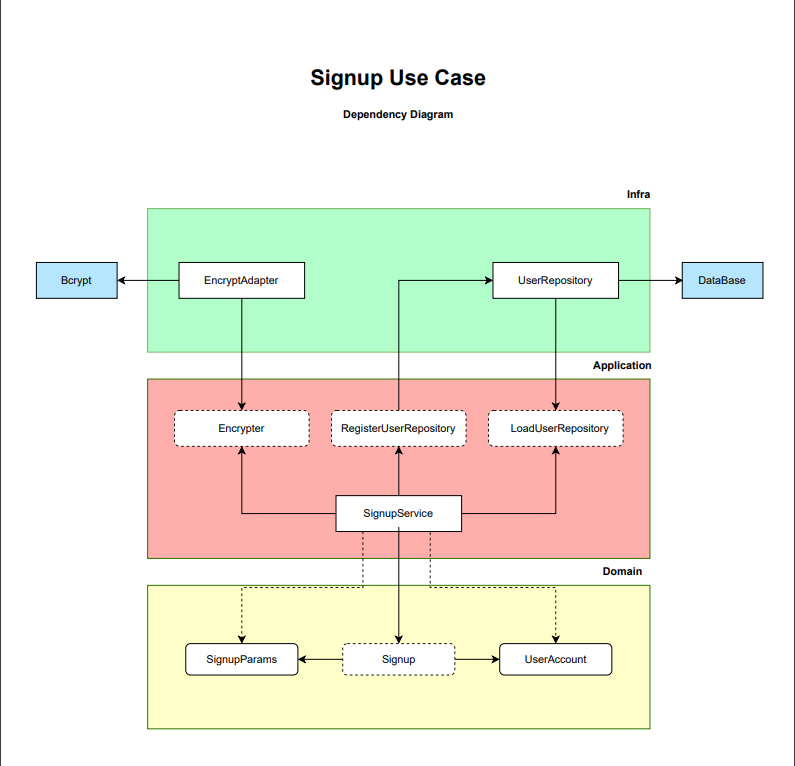 Signup Use Case
Dependency Diagram
Infra
Bcrypt
EncryptAdapter
UserRepository
DataBase
Application
Encrypter
RegisterUserRepository
LoadUserRepository
SignupService
Domain
SignupParams
Signup
UserAccount